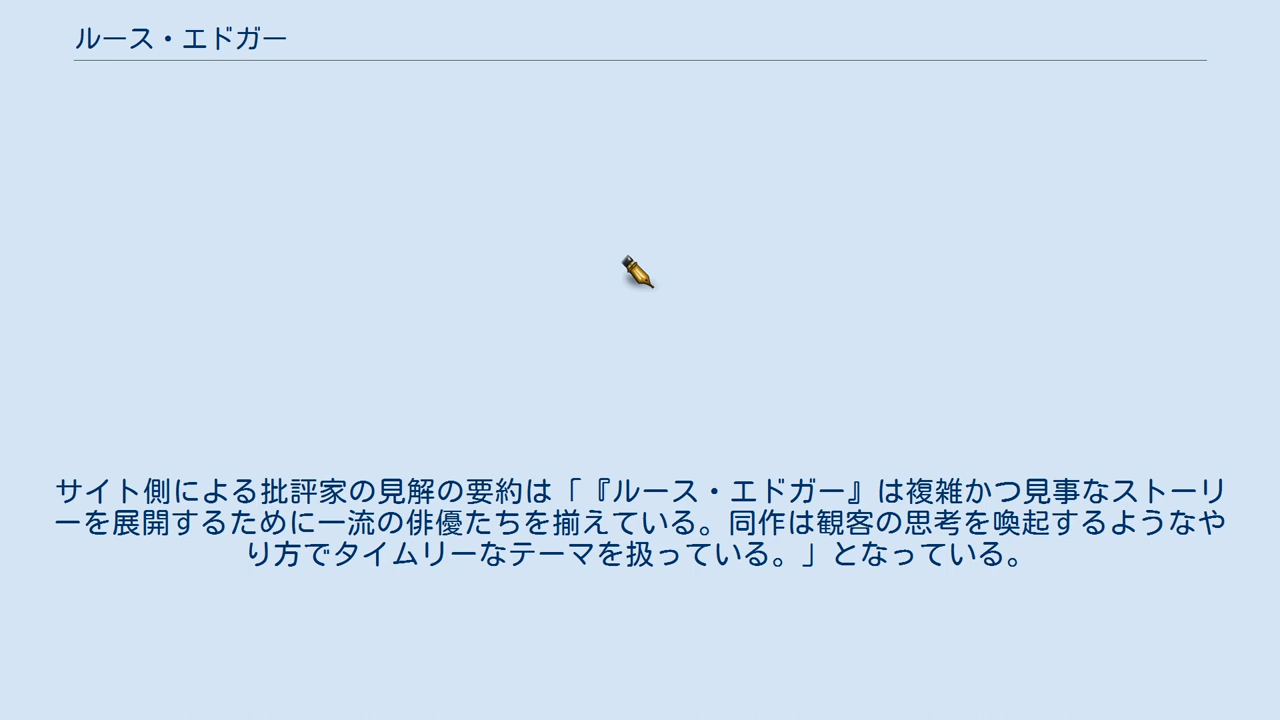 ルース・エドガー
サイト側による批評家の見解の要約は「『ルース・エドガー』は複雑かつ見事なストーリ
ーを展開するために一流の俳優たちを揃えている。同作は観客の思考を喚起するようなや
り方でタイムリーなテーマを扱っている。」となっている。